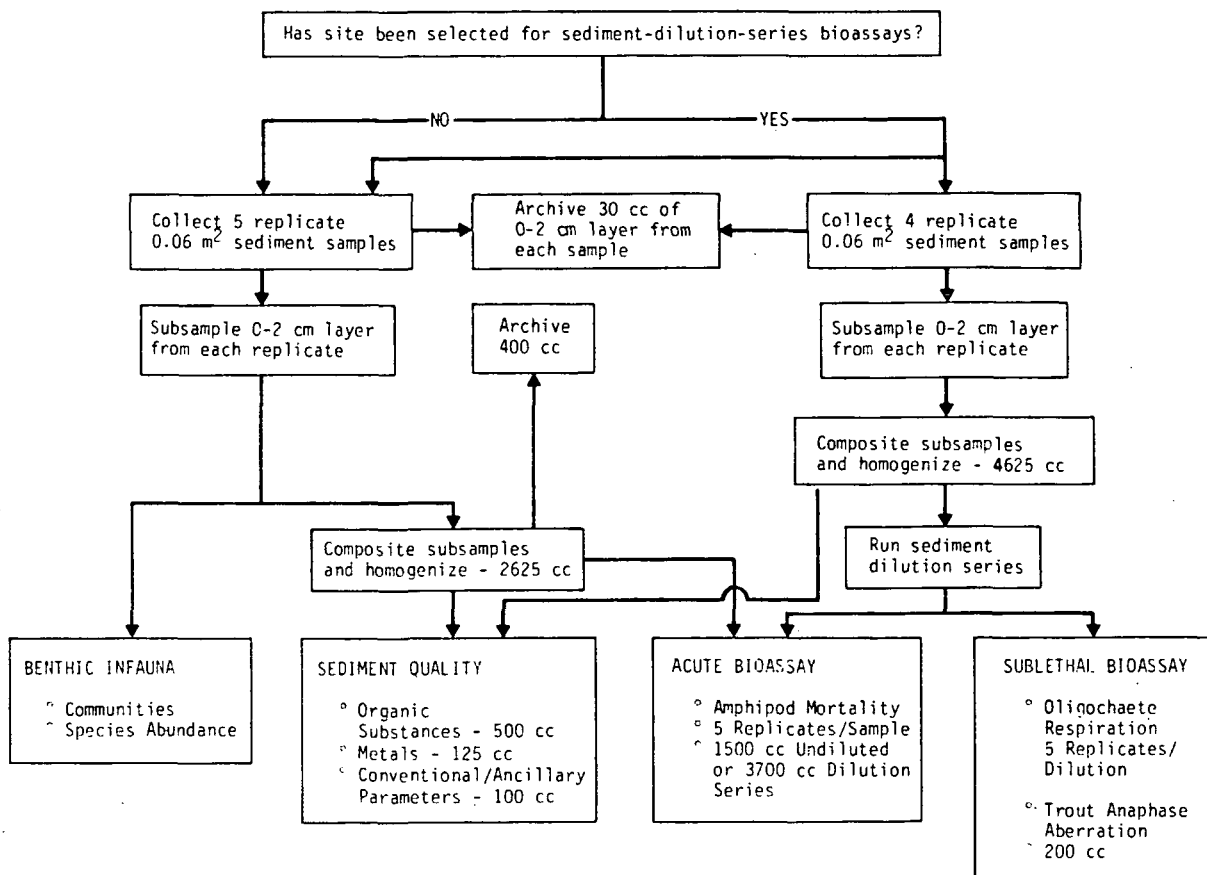 Has site been selected for sediment-dilution-series bioassays?
NO
YES
Collect 5 replicate
0.06 m² sediment samples
Archive 30 cc of
0-2 cm layer from
each sample
Collect 4 replicate
0.06 m² sediment samples
Subsample 0-2 cm layer
from each replicate
Archive
400 cc
Subsample 0-2 cm layer
from each replicate
Composite subsamples
and homogenize - 4625 cc
Composite subsamples
and homogenize - 2625 cc
Run sediment
dilution series
BENTHIC INFAUNA
° Communities
° Species Abundance
SEDIMENT QUALITY
° Organic
Substances - 500 cc
° Metals - 125 cc
° Conventional/Ancillary
Parameters - 100 cc
ACUTE BIOASSAY
° Amphipod Mortality
° 5 Replicates/Sample
° 1500 cc Undiluted
or 3700 cc Dilution
Series
SUBLETHAL BIOASSAY
° Oligochaete
Respiration
5 Replicates/
Dilution
° Trout Anaphase
Aberration
° 200 cc